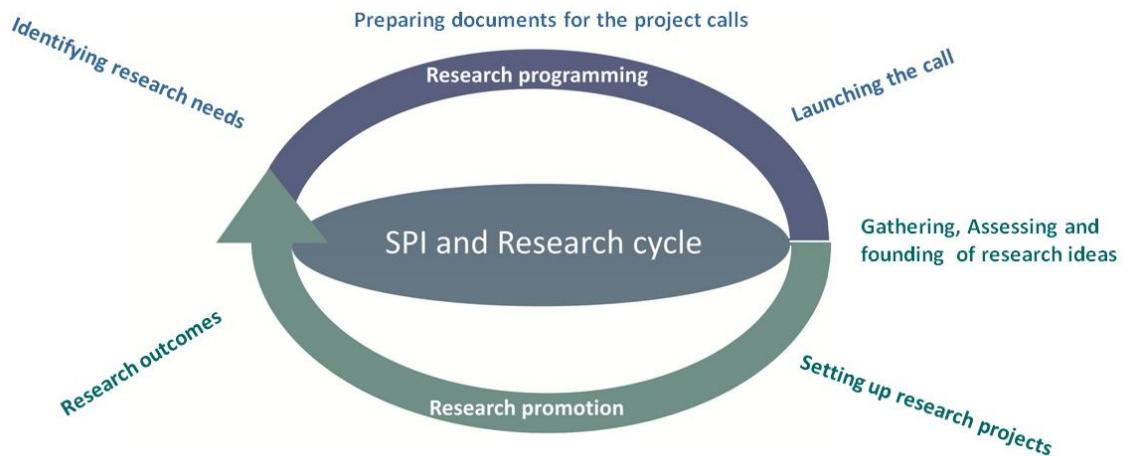 Preparing documents for the project calls
Identifying research needs
Research programming
Launching the call
SPI and Research cycle
Gathering, Assessing and
founding of research ideas
Research outcomes
Research promotion
Setting up research projects